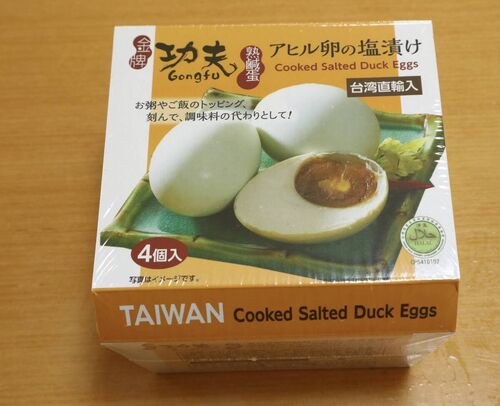 金牌
功夫
Gongfu
熟鹹蛋
アヒル卵の塩漬け
Cooked Salted Duck Eggs
台湾直輸入
お粥やご飯のトッピング、
刻んで、調味料の代わりとして!
4個入
写真はイメージです。
HALAL
TAIWAN Cooked Salted Duck Eggs